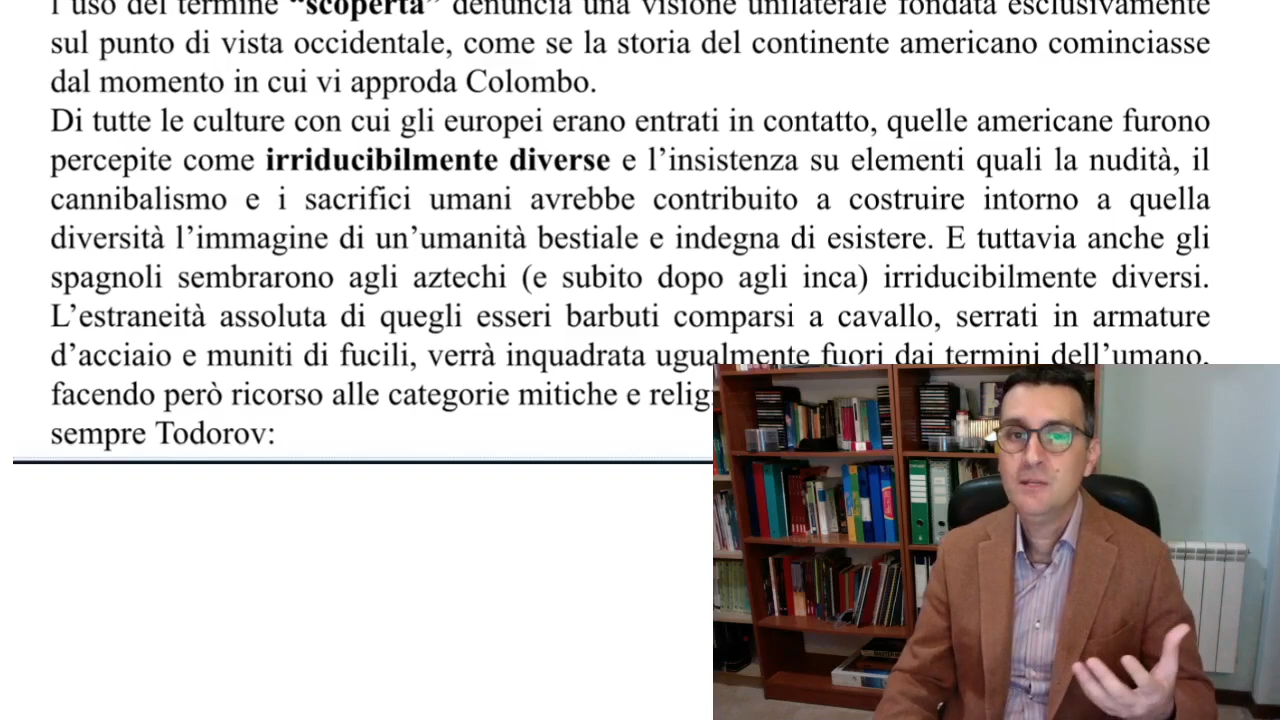 l’uso del termine “scoperta” denuncia una visione unilaterale fondata esclusivamente
sul punto di vista occidentale, come se la storia del continente americano cominciasse
dal momento in cui vi approda Colombo.
Di tutte le culture con cui gli europei erano entrati in contatto, quelle americane furono
percepite come irriducibilmente diverse e l’insistenza su elementi quali la nudità, il
cannibalismo e i sacrifici umani avrebbe contribuito a costruire intorno a quella
diversità l’immagine di un’umanità bestiale e indegna di esistere. E tuttavia anche gli
spagnoli sembrarono agli aztechi (e subito dopo agli inca) irriducibilmente diversi.
L’estraneità assoluta di quegli esseri barbuti comparsi a cavallo, serrati in armature
d’acciaio e muniti di fucili, verrà inquadrata ugualmente fuori dai termini dell’umano,
facendo però ricorso alle categorie mitiche e
sempre Todorov: